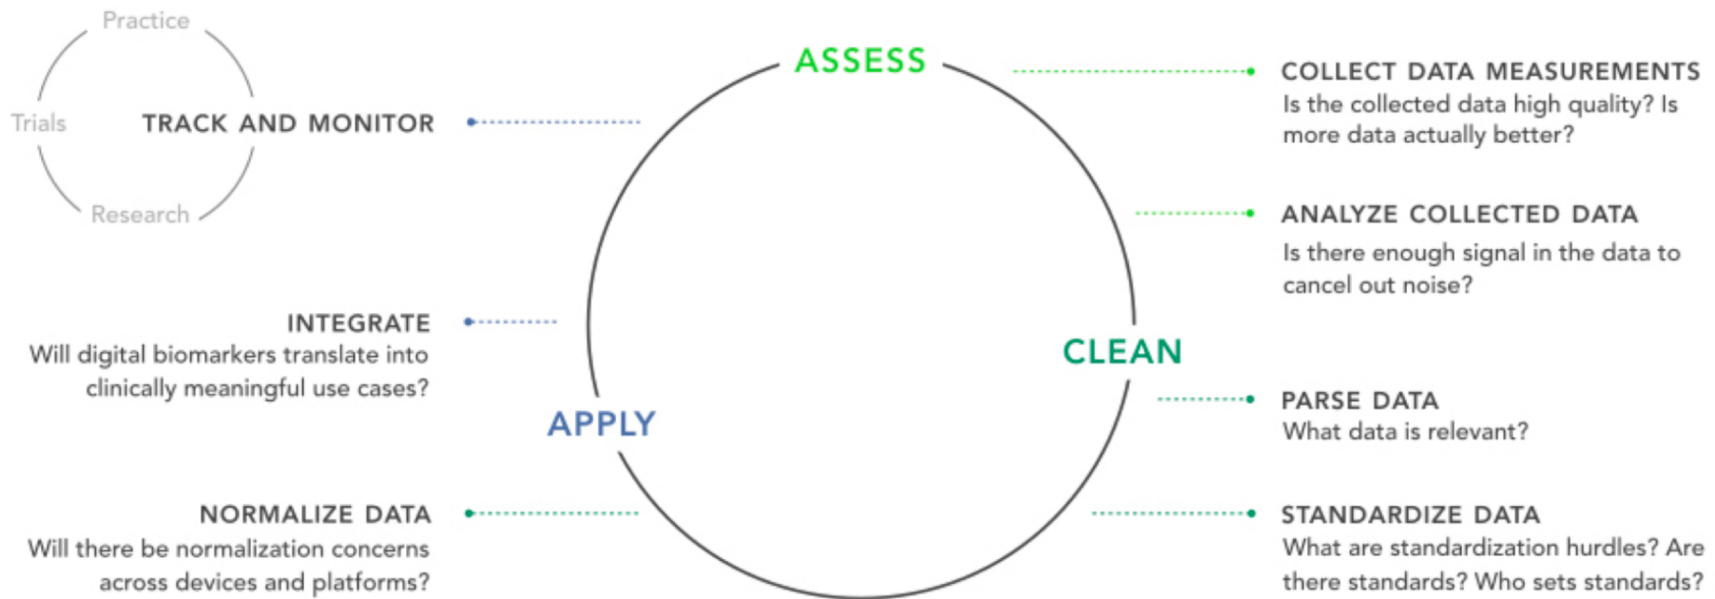 Practice
Trials
Research
TRACK AND MONITOR
ASSESS
COLLECT DATA MEASUREMENTS
Is the collected data high quality? Is
more data actually better?
ANALYZE COLLECTED DATA
Is there enough signal in the data to
cancel out noise?
CLEAN
PARSE DATA
What data is relevant?
STANDARDIZE DATA
What are standardization hurdles? Are
there standards? Who sets standards?
NORMALIZE DATA
Will there be normalization concerns
across devices and platforms?
APPLY
INTEGRATE
Will digital biomarkers translate into
clinically meaningful use cases?